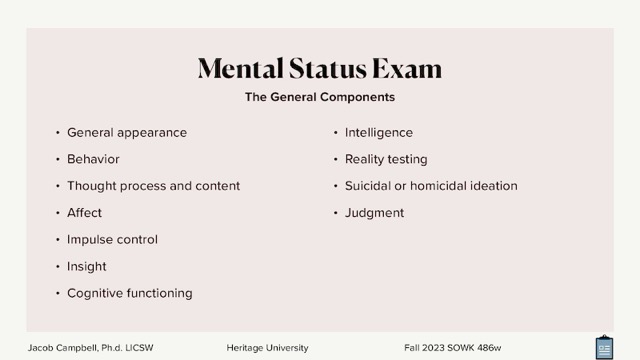 Mental Status Exam
The General Components
• General appearance
• Behavior
• Thought process and content
• Affect
• Impulse control
• Insight
• Cognitive functioning
• Intelligence
• Reality testing
• Suicidal or homicidal ideation
• Judgment
Jacob Campbell, Ph.d. LICSW
Heritage University
Fall 2023 SOWK 486w